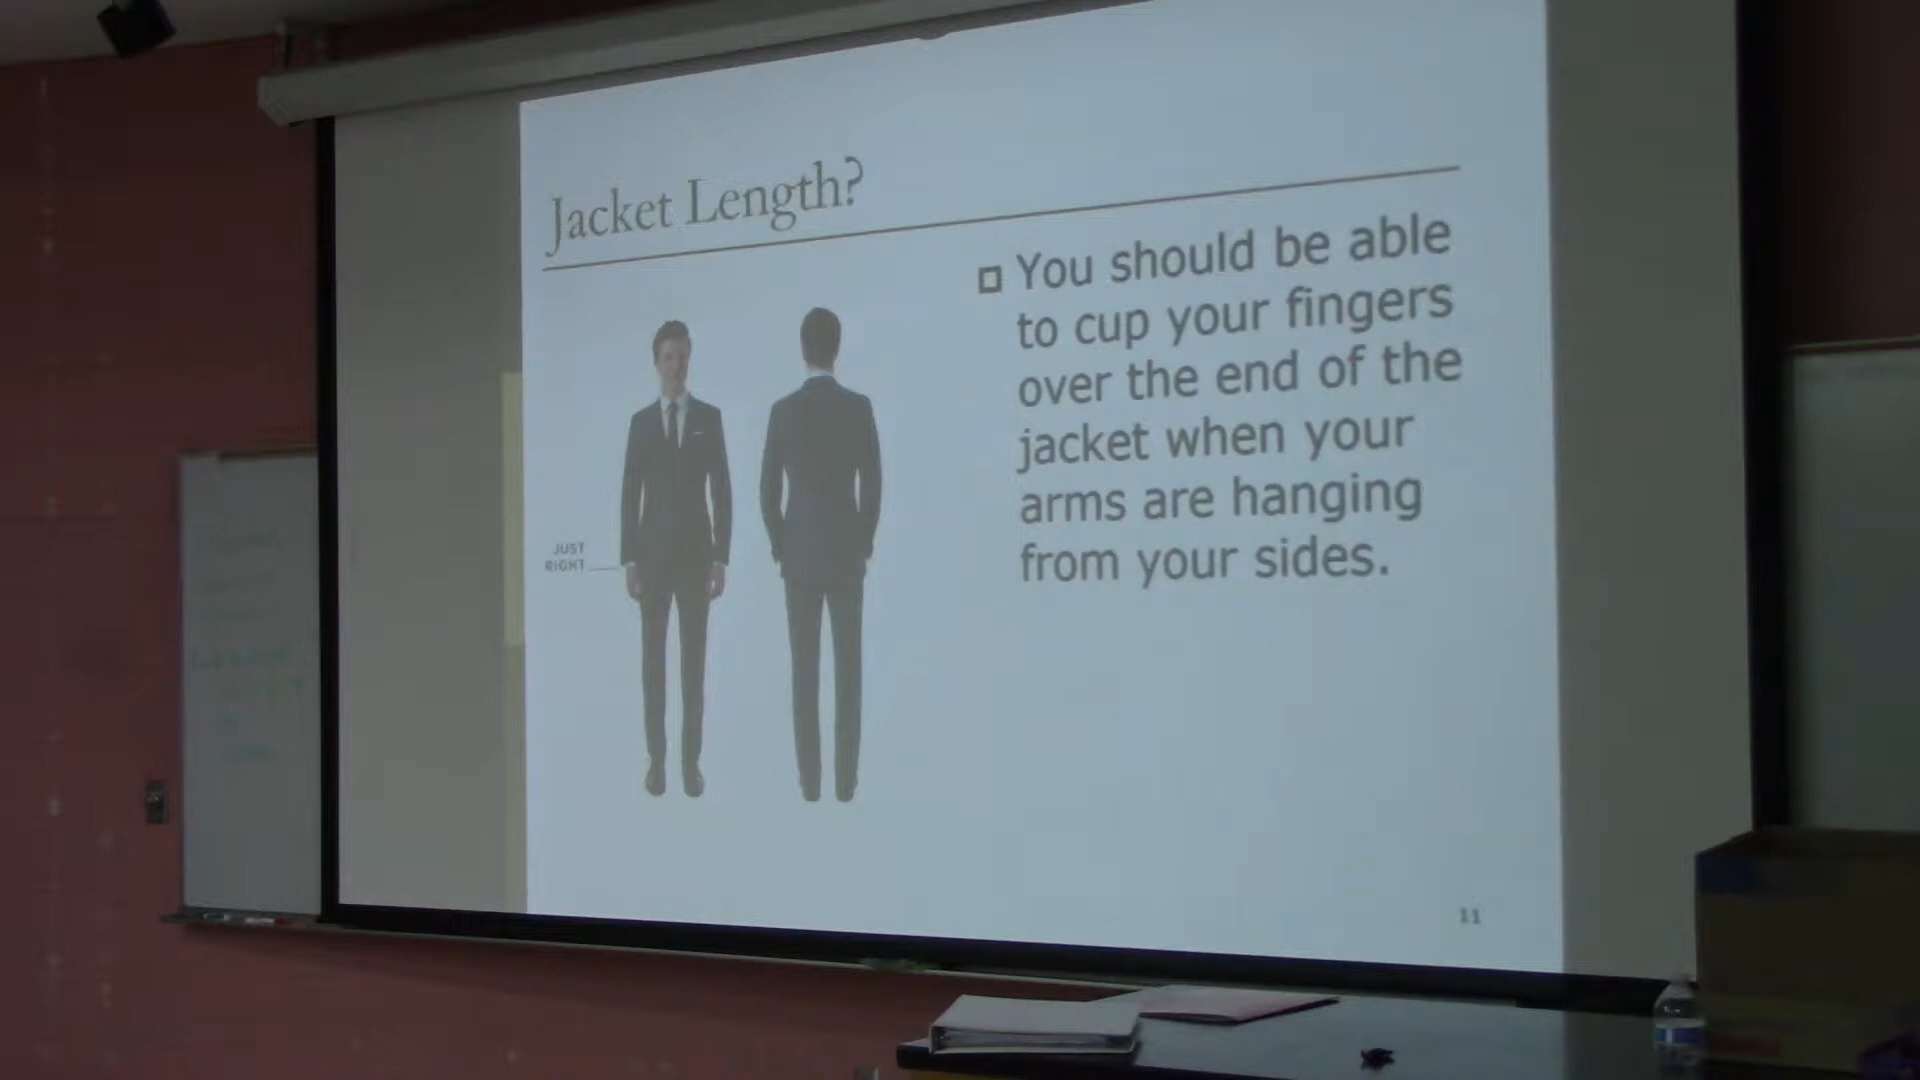 Jacket Length?
You should be able
to cup your fingers
over the end of the
jacket when your
arms are hanging
from your sides.
JUST
RIGHT
11